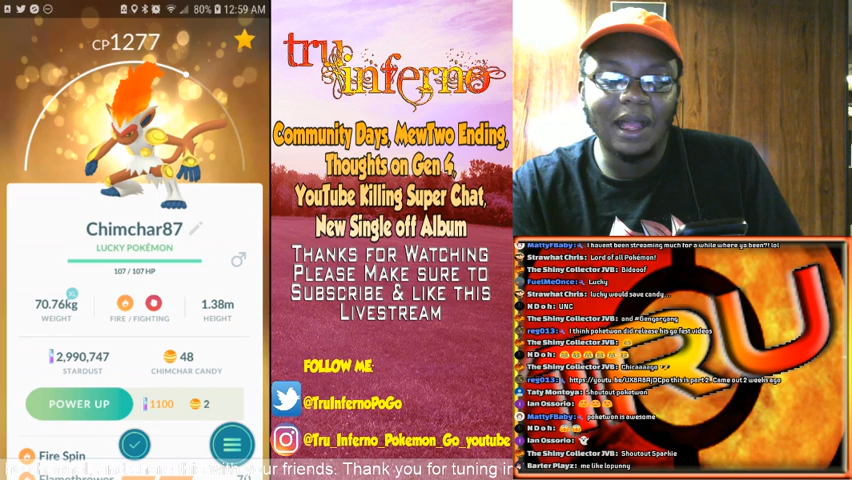 80% 12:59 AM
CP1277
Chimchar87
LUCKY POKÉMON
107 / 107 HP
XL
70.76kg
WEIGHT
FIRE / FIGHTING
1.38m
HEIGHT
2,990,747
STARDUST
48
CHIMCHAR CANDY
POWER UP
1100
2
Fire Spin
Flamethrower
tru
inferno
Community Days, MewTwo Ending,
Thoughts on Gen 4,
YouTube Killing Super Chat,
New Single off Album
Thanks for Watching
Please Make sure to
Subscribe & like this
Livestream
FOLLOW ME:
@TruInfernoPoGo
@Tru_Inferno_Pokemon_Go_youtube
your friends. Thank you for tuning in
MattyFBaby: I havent been streaming much for a while where ya been?! lol
Strawhat Chris: Lord of all Pokemon!
The Shiny Collector JVB: Bidooof
FuelMeOnce: Lucky
Strawhat Chris: lucky would save candy...
N D o h: UNC
The Shiny Collector JVB: and #Gengargang
reg013: I think poketwon did release his go fest videos
The Shiny Collector JVB:
N D o h:
The Shiny Collector JVB: Chicaaaago
reg013: this is part 2. Came out 2 weeks ago
Taty Montoya: Shoutout poketwon
Ian Ossorio:
MattyFBaby: poketwon is awesome
N D o h:
Ian Ossorio:
The Shiny Collector JVB: Shoutout Sparkie
Barter Playz: me like lopunny
RU